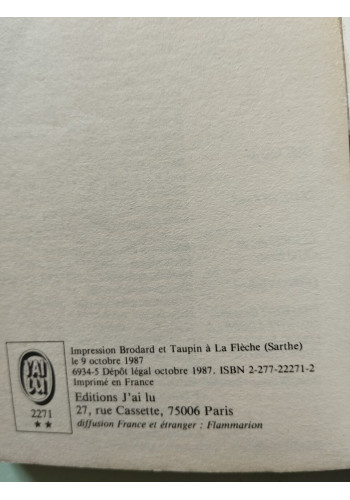 Impression Brodard et Taupin à La Flèche (Sarthe)
le 9 octobre 1987
6934-5 Dépôt légal octobre 1987. ISBN 2-277-22271-2
Imprimé en France
Editions J'ai lu
27, rue Cassette, 75006 Paris
diffusion France et étranger : Flammarion
J'AI LU
2271
★★